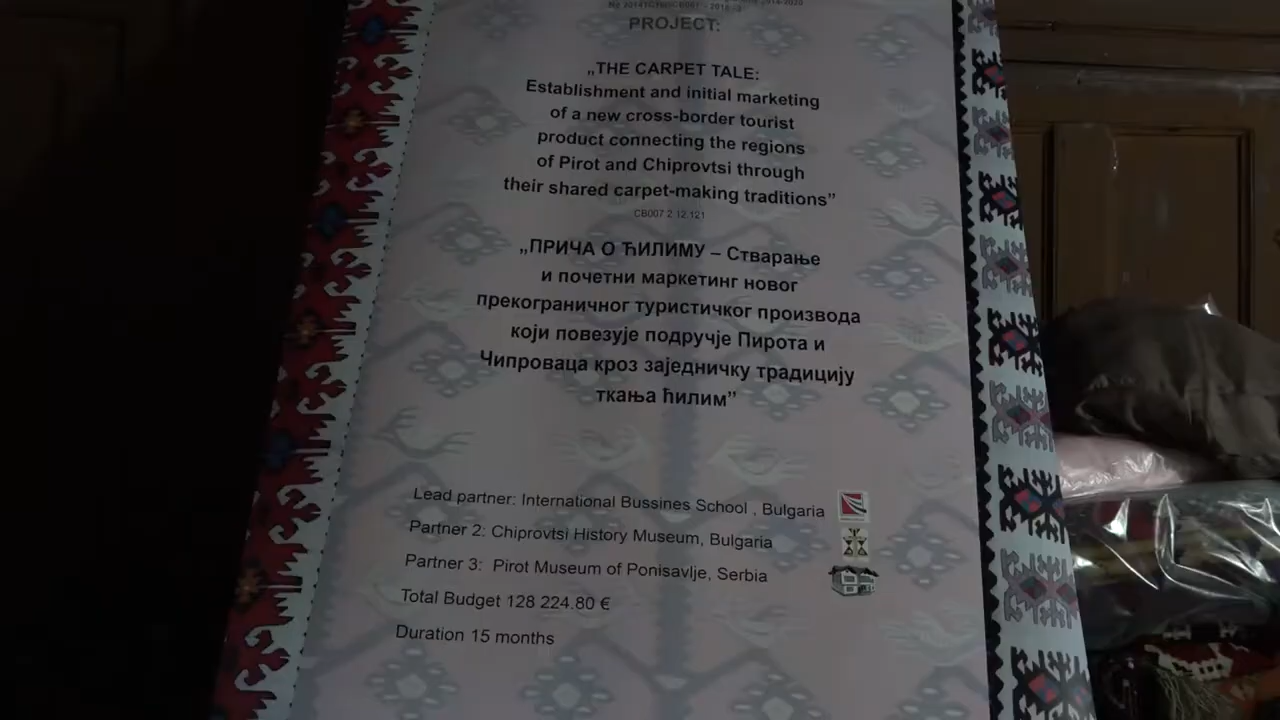 PROJECT:
„THE CARPET TALE:
Establishment and initial marketing
of a new cross-border tourist
product connecting the regions
of Pirot and Chiprovtsi through
their shared carpet-making traditions”
CB007 2 12.121
„ПРИЧА О ЋИЛИМУ – Стварање
и почетни маркетинг новог
прекограничног туристичког производа
који повезује подручје Пирота и
Чипроваца кроз заједничку традицију
ткања ћилим”
Lead partner: International Bussines School , Bulgaria
Partner 2: Chiprovtsi History Museum, Bulgaria
Partner 3: Pirot Museum of Ponisavlje, Serbia
Total Budget 128 224.80 €
Duration 15 months